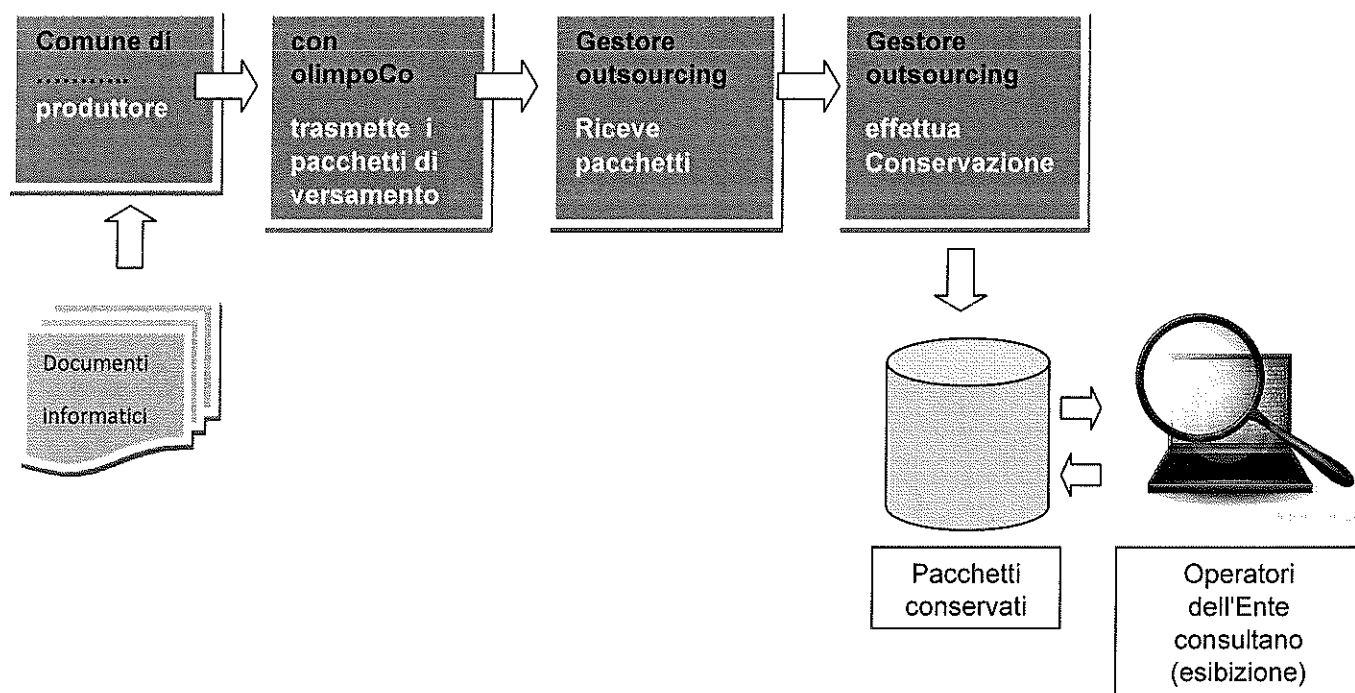 Comune di
...........
produttore
con
olimpoCo
trasmette i
pacchetti di
versamento
Gestore
outsourcing
Riceve
pacchetti
Gestore
outsourcing
effettua
Conservazione
Documenti
informatici
Pacchetti
conservati
Operatori
dell'Ente
consultano
(esibizione)